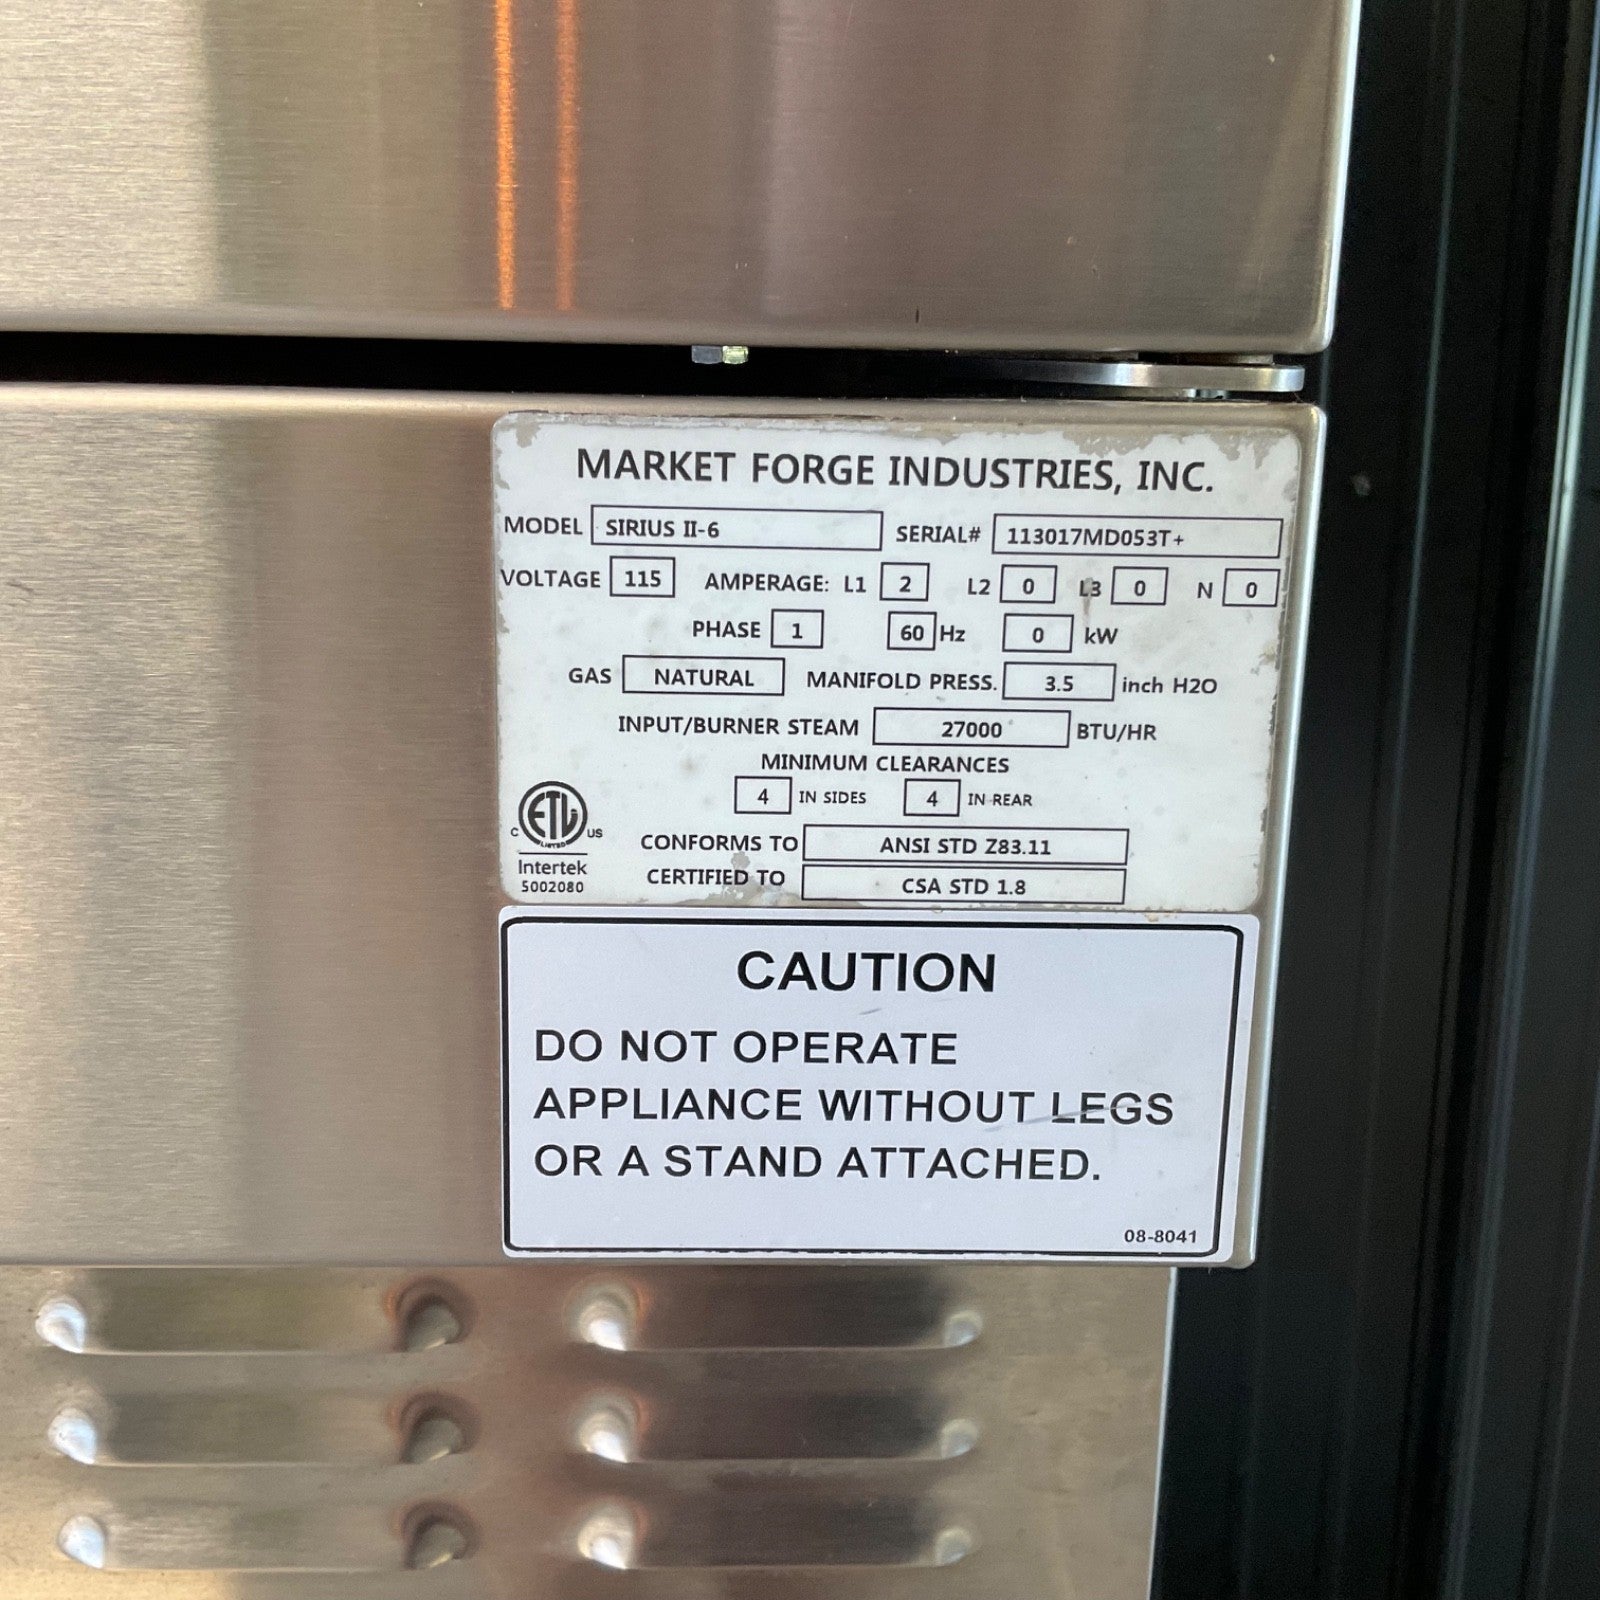 MARKET FORGE INDUSTRIES, INC.
MODEL SIRIUS II-6 SERIAL# 113017MD053T+
VOLTAGE 115 AMPERAGE: L1 2 L2 0 L3 0 N 0
PHASE 1 60 Hz 0 kW
GAS NATURAL MANIFOLD PRESS. 3.5 inch H2O
INPUT/BURNER STEAM 27000 BTU/HR
MINIMUM CLEARANCES
4 IN SIDES 4 IN REAR
CONFORMS TO ANSI STD Z83.11
CERTIFIED TO CSA STD 1.8
C ETL US
LISTED
Intertek
5002080
CAUTION
DO NOT OPERATE
APPLIANCE WITHOUT LEGS
OR A STAND ATTACHED.
08-8041